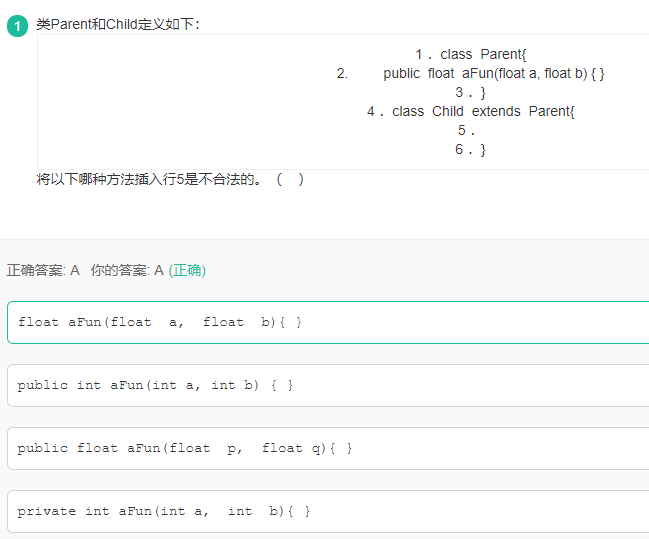 1 类Parent和Child定义如下：
1． class Parent{
2. public float aFun(float a, float b) { }
3． }
4． class Child extends Parent{
5．
6． }
将以下哪种方法插入行5是不合法的。（ ）
正确答案: A 你的答案: A (正确)
float aFun(float a, float b){ }
public int aFun(int a, int b) { }
public float aFun(float p, float q){ }
private int aFun(int a, int b){ }